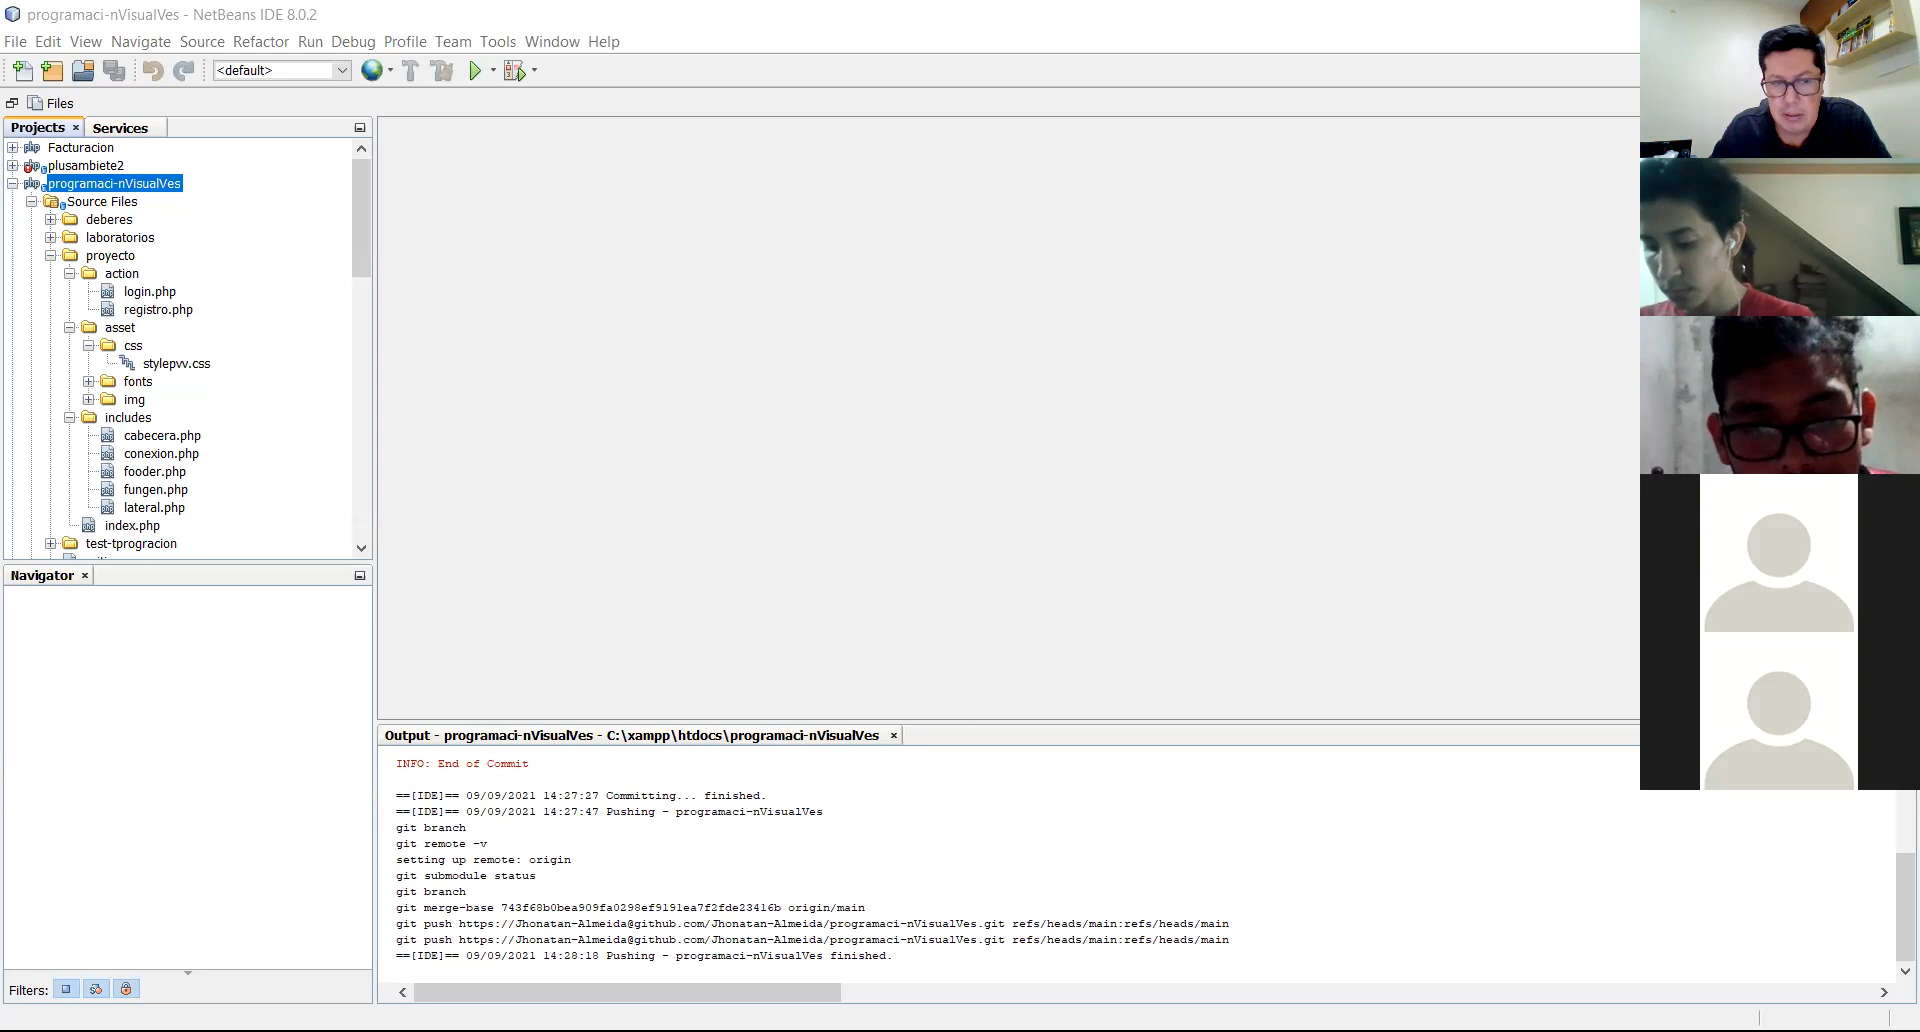 programaci-nVisualVes - NetBeans IDE 8.0.2
File Edit View Navigate Source Refactor Run Debug Profile Team Tools Window Help
<default>
Files
Projects × Services
Facturacion
plusambiete2
programaci-nVisualVes
Source Files
deberes
laboratorios
proyecto
action
login.php
registro.php
asset
css
stylepvv.css
fonts
img
includes
cabecera.php
conexion.php
fooder.php
fungen.php
lateral.php
index.php
test-tprogracion
Navigator ×
Filters:
Output - programaci-nVisualVes - C:\xampp\htdocs\programaci-nVisualVes ×
INFO: End of Commit
==[IDE]== 09/09/2021 14:27:27 Committing... finished.
==[IDE]== 09/09/2021 14:27:47 Pushing - programaci-nVisualVes
git branch
git remote -v
setting up remote: origin
git submodule status
git branch
git merge-base 743f68b0bea909fa0298ef9191ea7f2fde23416b origin/main
git push https://Jhonatan-Almeida@github.com/Jhonatan-Almeida/programaci-nVisualVes.git refs/heads/main:refs/heads/main
git push https://Jhonatan-Almeida@github.com/Jhonatan-Almeida/programaci-nVisualVes.git refs/heads/main:refs/heads/main
==[IDE]== 09/09/2021 14:28:18 Pushing - programaci-nVisualVes finished.